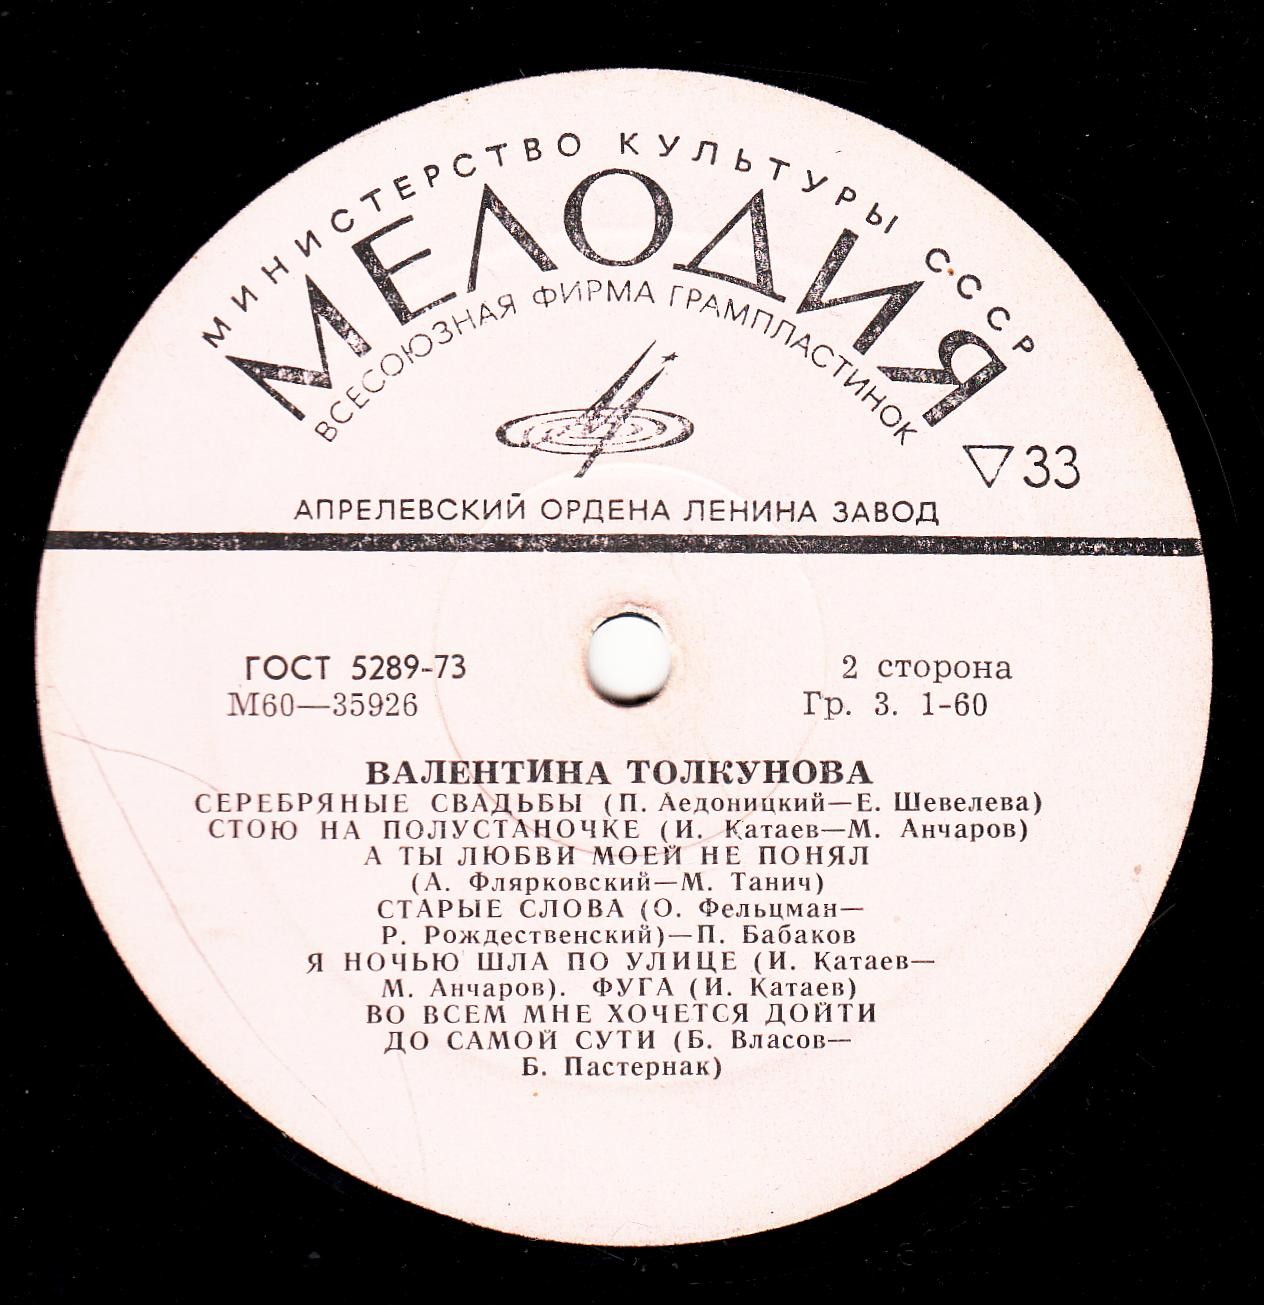 МИНИСТЕРСТВО КУЛЬТУРЫ СССР
МЕЛОДИЯ
ВСЕСОЮЗНАЯ ФИРМА ГРАМПЛАСТИНОК
▽33
АПРЕЛЕВСКИЙ ОРДЕНА ЛЕНИНА ЗАВОД
ГОСТ 5289-73
2 сторона
М60—35926
Гр. 3. 1-60
ВАЛЕНТИНА ТОЛКУНОВА
СЕРЕБРЯНЫЕ СВАДЬБЫ (П. Аедоницкий—Е. Шевелева)
СТОЮ НА ПОЛУСТАНОЧКЕ (И. Катаев—М. Анчаров)
А ТЫ ЛЮБВИ МОЕЙ НЕ ПОНЯЛ
(А. Флярковский—М. Танич)
СТАРЫЕ СЛОВА (О. Фельцман—
Р. Рождественский)—П. Бабаков
Я НОЧЬЮ ШЛА ПО УЛИЦЕ (И. Катаев—
М. Анчаров). ФУГА (И. Катаев)
ВО ВСЕМ МНЕ ХОЧЕТСЯ ДОЙТИ
ДО САМОЙ СУТИ (Б. Власов—
Б. Пастернак)